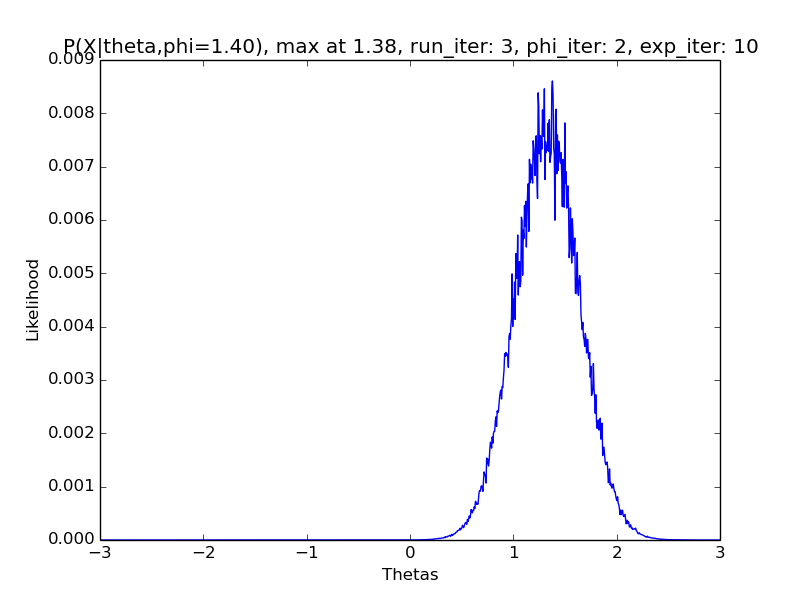 P(X|theta,phi=1.40), max at 1.38, run_iter: 3, phi_iter: 2, exp_iter: 10
0.009
0.008
0.007
0.006
0.005
0.004
0.003
0.002
0.001
0.000
Likelihood
−3 −2 −1 0 1 2 3
Thetas